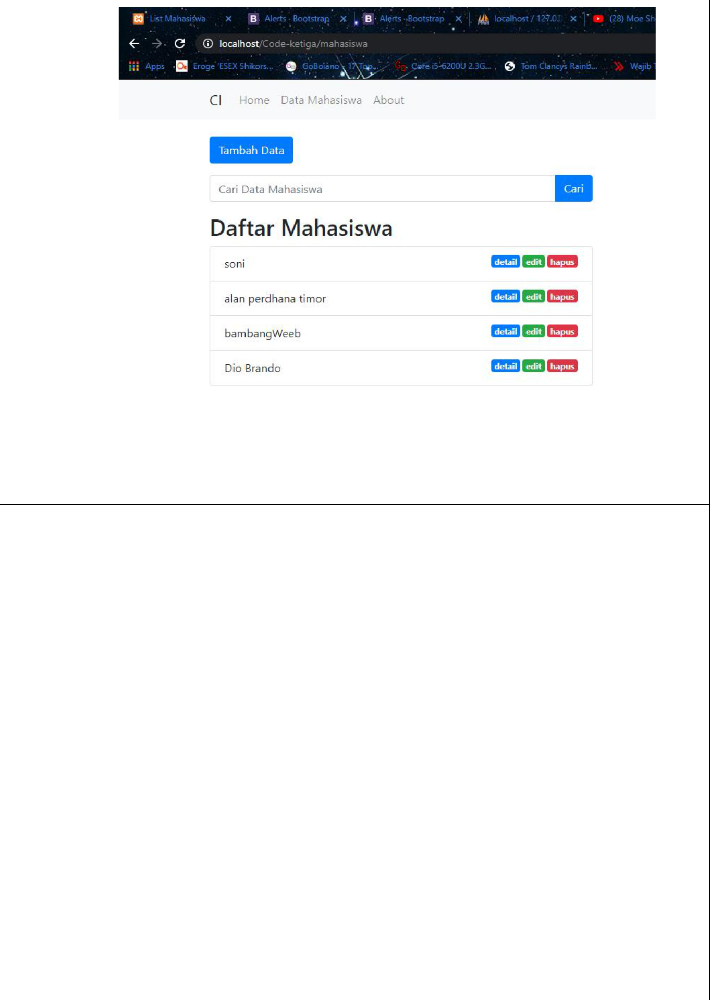 List Mahasiswa Alerts · Bootstrap Alerts · Bootstrap localhost / 127.0. (28) Moe Sh
localhost/Code-ketiga/mahasiswa
Apps Eroge 'ESEX Shikors... GoBoiano - 17 Top... Core i5-6200U 2.3G... Tom Clancy's Rainb... Wajib
CI Home Data Mahasiswa About
Tambah Data
Cari Data Mahasiswa Cari
Daftar Mahasiswa
soni detail edit hapus
alan perdhana timor detail edit hapus
bambangWeeb detail edit hapus
Dio Brando detail edit hapus